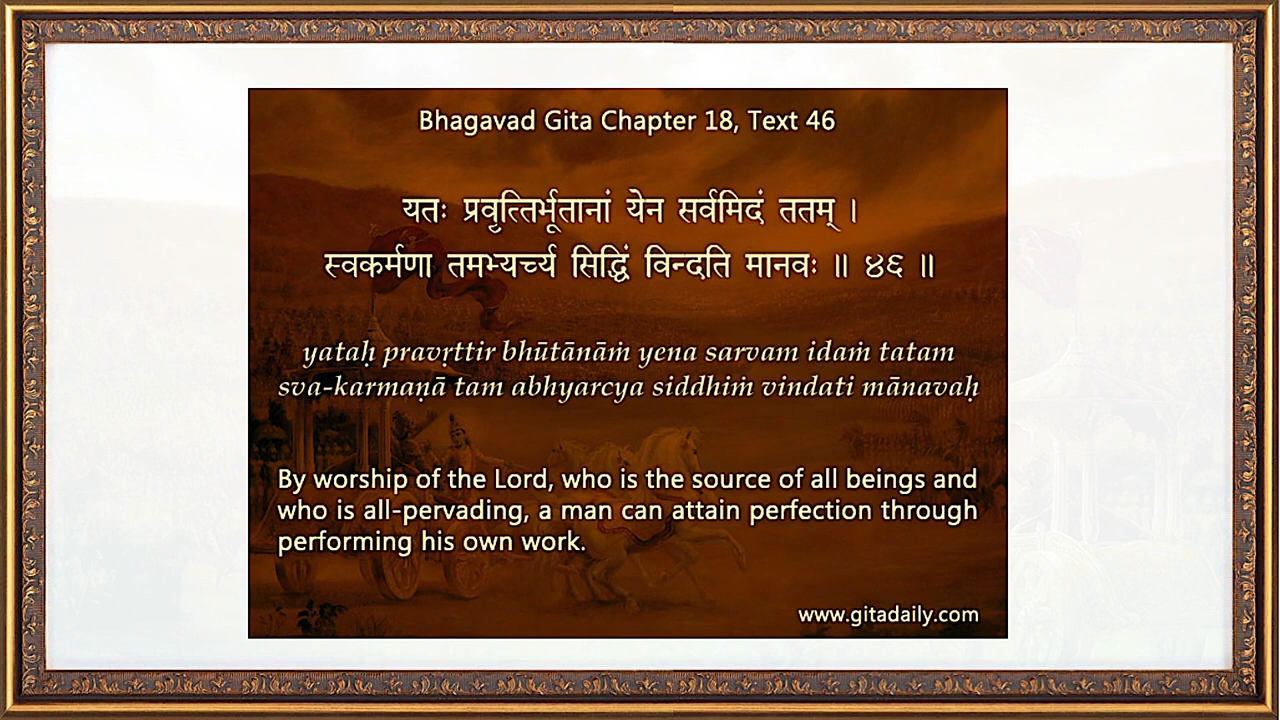 Bhagavad Gita Chapter 18, Text 46
यतः प्रवृत्तिर्भूतानां येन सर्वमिदं ततम् ।
स्वकर्मणा तमभ्यर्च्य सिद्धिं विन्दति मानवः ॥ ४६ ॥
yataḥ pravṛttir bhūtānāṁ yena sarvam idaṁ tatam
sva-karmaṇā tam abhyarcya siddhiṁ vindati mānavaḥ
By worship of the Lord, who is the source of all beings and
who is all-pervading, a man can attain perfection through
performing his own work.
www.gitadaily.com